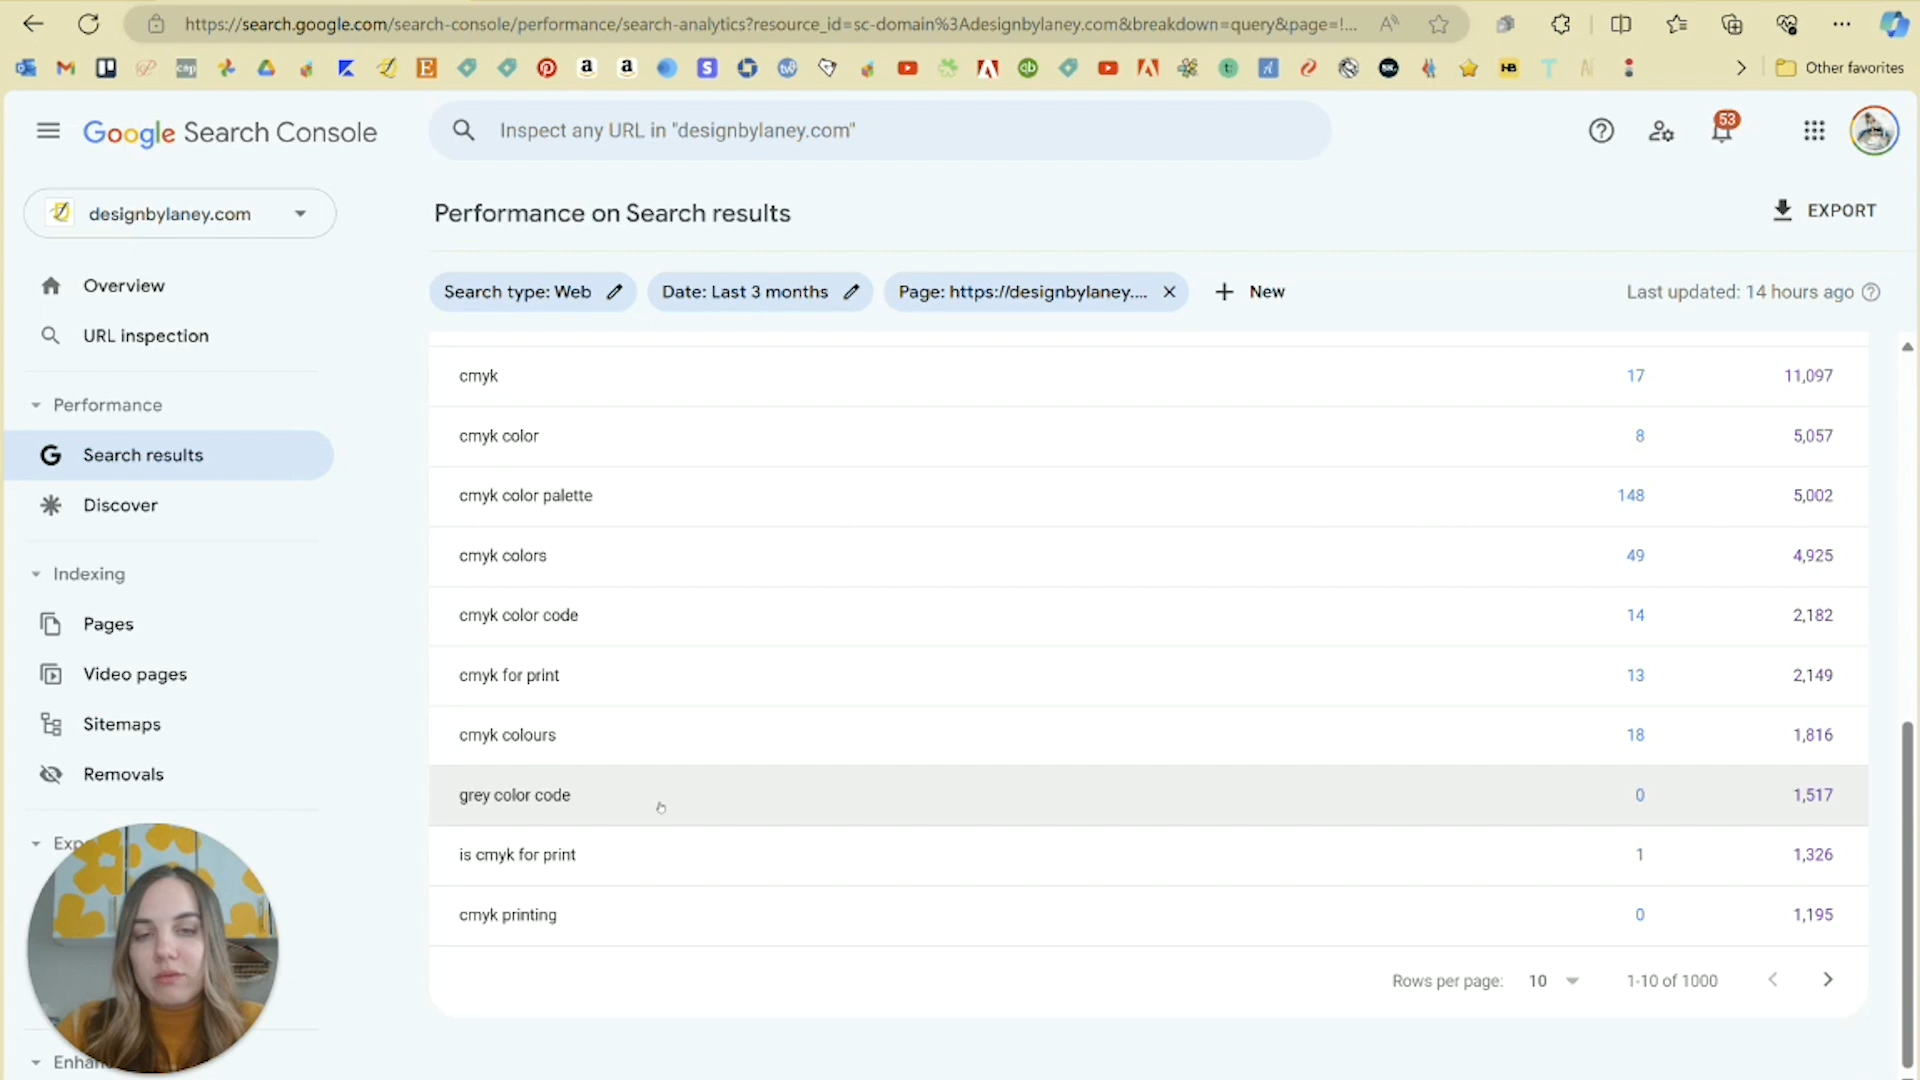 https://search.google.com/search-console/performance/search-analytics?resource_id=sc-domain%3Adesignbylaney.com&breakdown=query&page=!...
Other favorites
Google Search Console
Inspect any URL in "designbylaney.com"
53
designbylaney.com
Performance on Search results
EXPORT
Overview
URL inspection
Search type: Web
Date: Last 3 months
Page: https://designbylaney....
New
Last updated: 14 hours ago
Performance
Search results
Discover
Indexing
Pages
Video pages
Sitemaps
Removals
cmyk 17 11,097
cmyk color 8 5,057
cmyk color palette 148 5,002
cmyk colors 49 4,925
cmyk color code 14 2,182
cmyk for print 13 2,149
cmyk colours 18 1,816
grey color code 0 1,517
is cmyk for print 1 1,326
cmyk printing 0 1,195
Rows per page: 10 1-10 of 1000